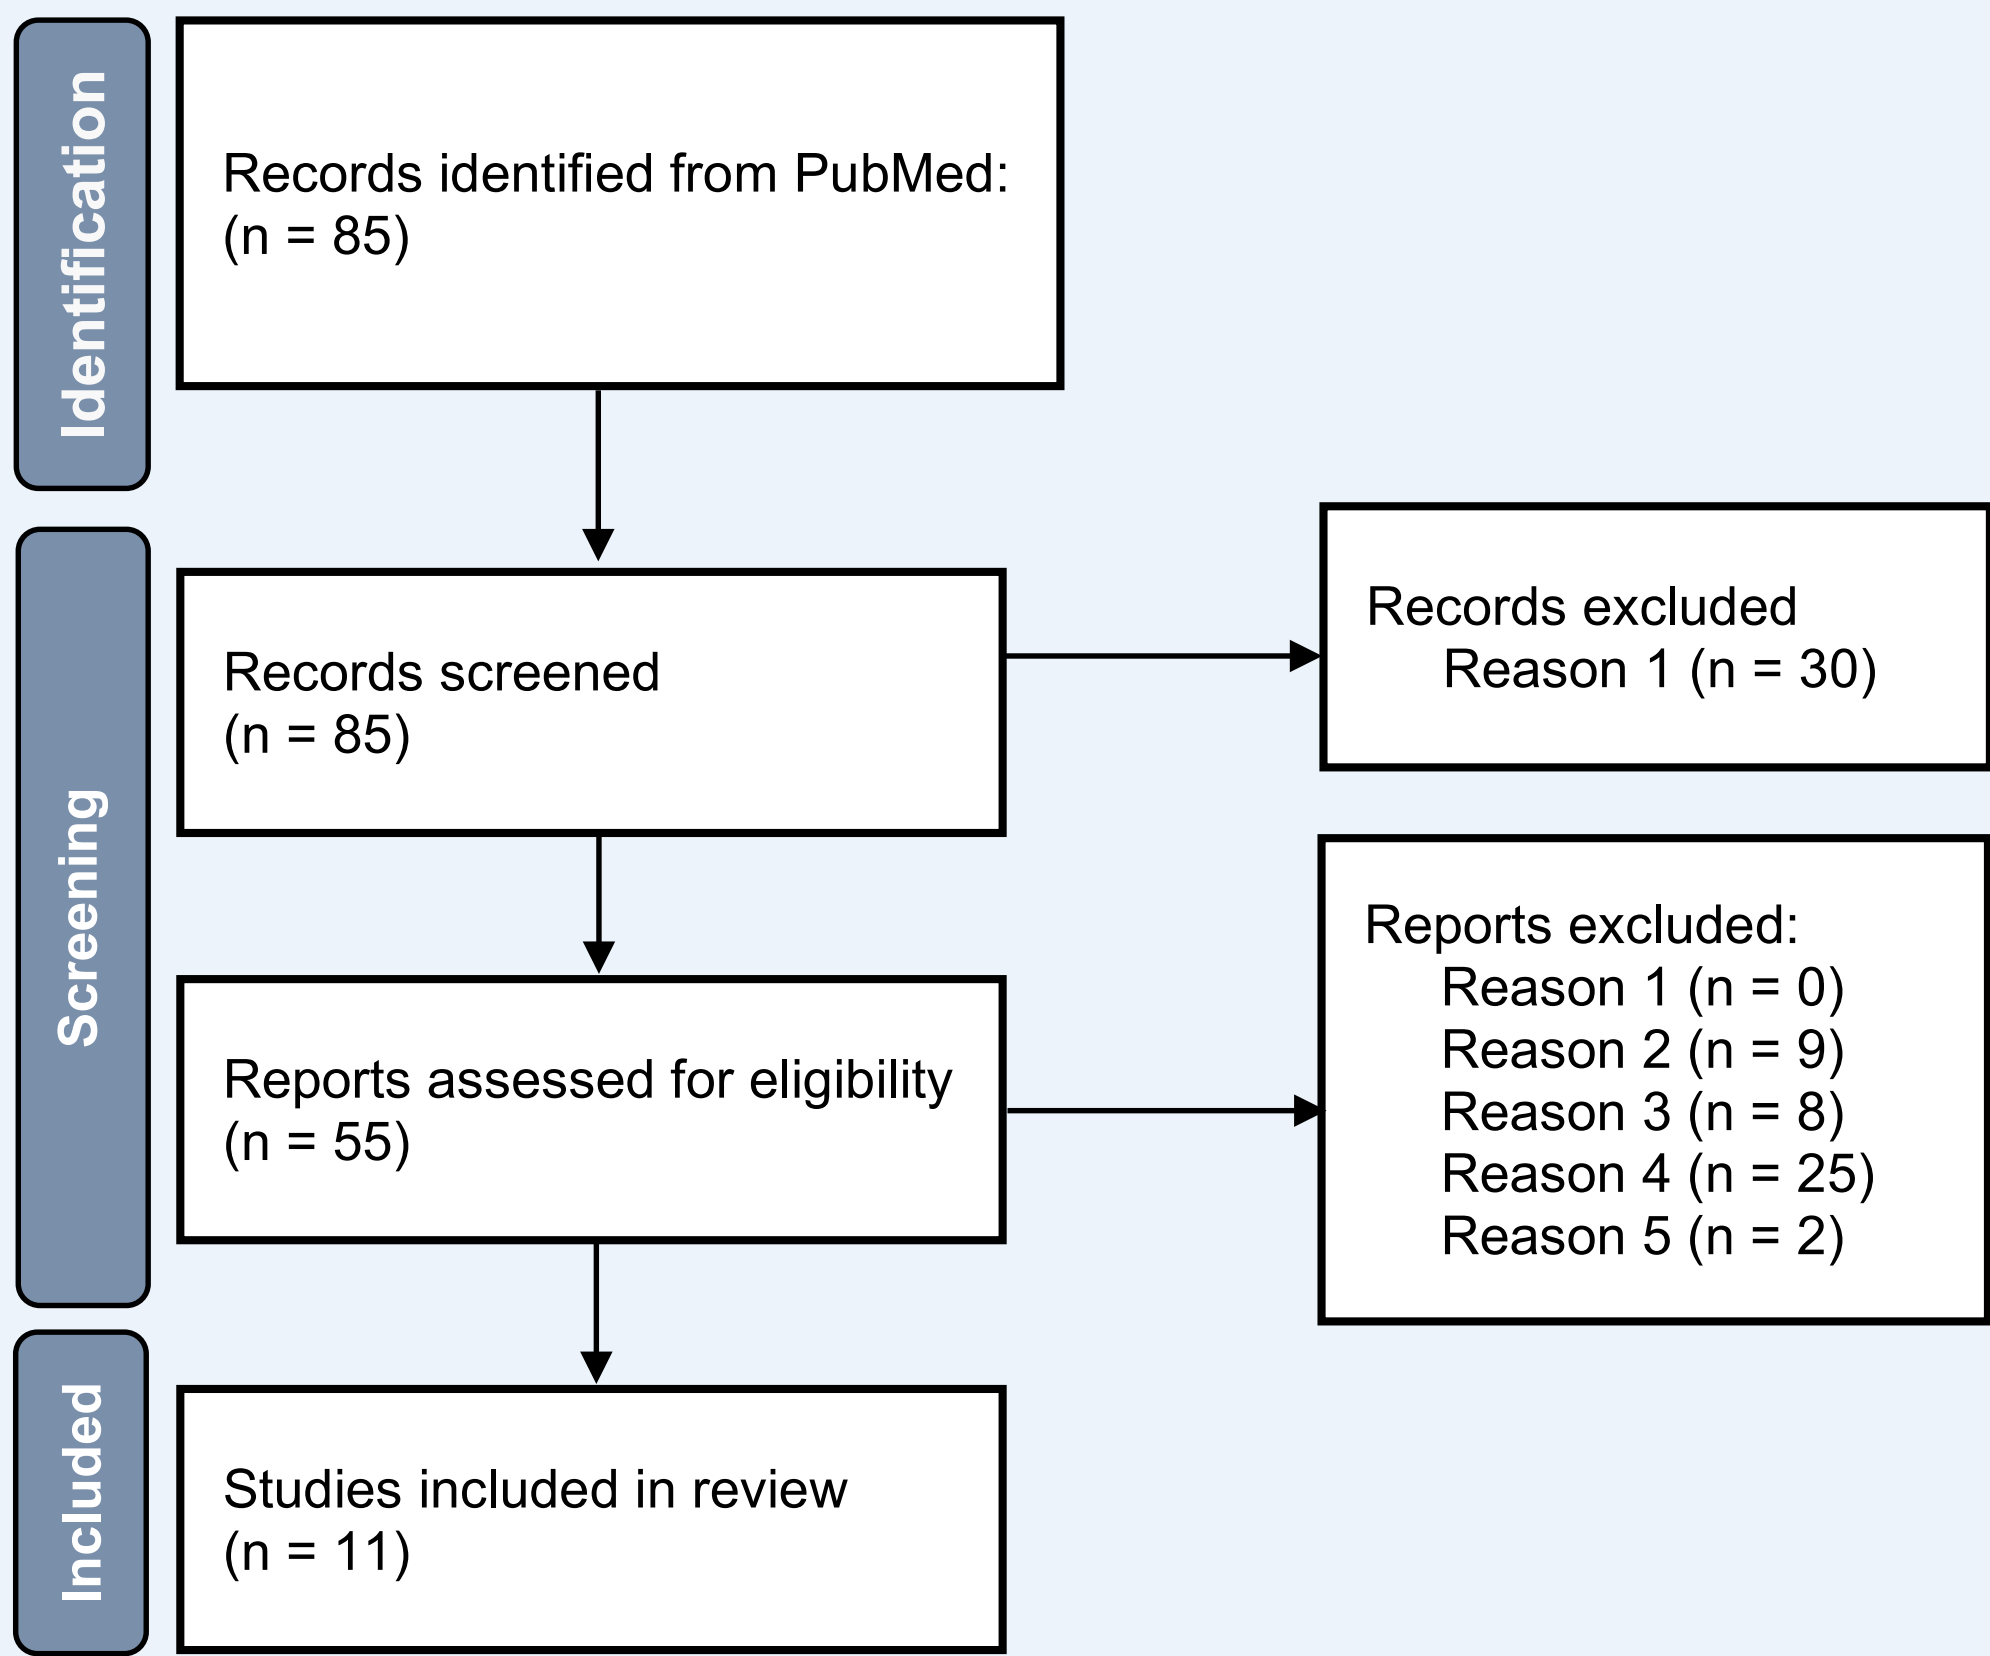 Identification
Records identified from PubMed:
(n = 85)
Screening
Records screened
(n = 85)
Records excluded
Reason 1 (n = 30)
Reports assessed for eligibility
(n = 55)
Reports excluded:
Reason 1 (n = 0)
Reason 2 (n = 9)
Reason 3 (n = 8)
Reason 4 (n = 25)
Reason 5 (n = 2)
Included
Studies included in review
(n = 11)